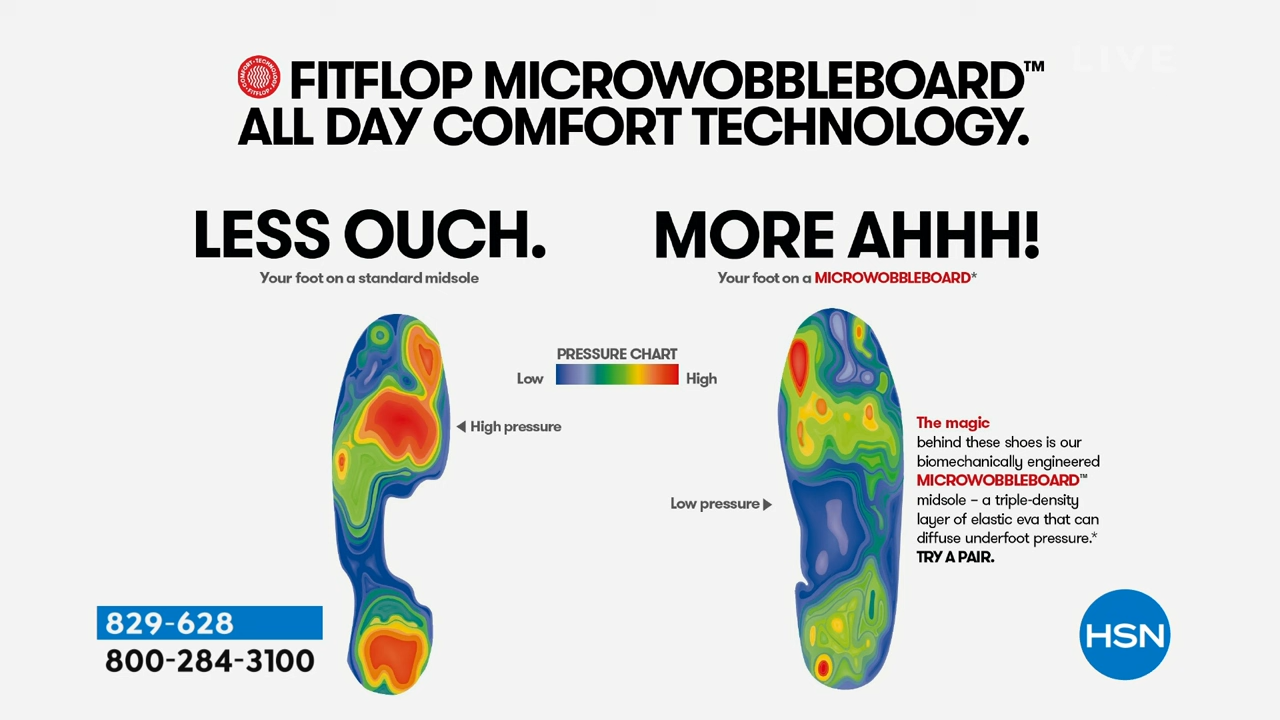 LIVE
FITFLOP MICROWOBBLEBOARD™
ALL DAY COMFORT TECHNOLOGY.
LESS OUCH.
Your foot on a standard midsole
MORE AHHH!
Your foot on a MICROWOBBLEBOARD*
PRESSURE CHART
Low
High
High pressure
Low pressure
The magic
behind these shoes is our
biomechanically engineered
MICROWOBBLEBOARD™
midsole – a triple-density
layer of elastic eva that can
diffuse underfoot pressure.*
TRY A PAIR.
829-628
800-284-3100
HSN